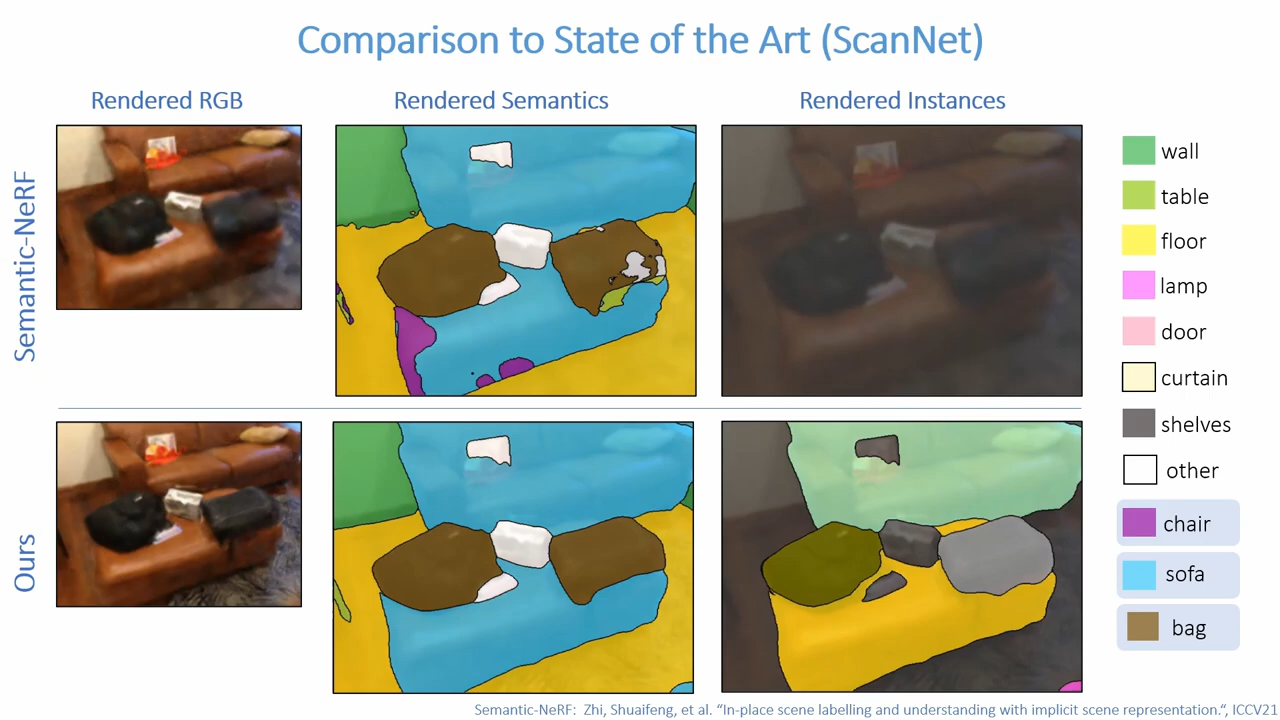 Comparison to State of the Art (ScanNet)
Rendered RGB
Rendered Semantics
Rendered Instances
Semantic-NeRF
Ours
wall
table
floor
lamp
door
curtain
shelves
other
chair
sofa
bag
Semantic-NeRF: Zhi, Shuaifeng, et al. “In-place scene labelling and understanding with implicit scene representation.“, ICCV21